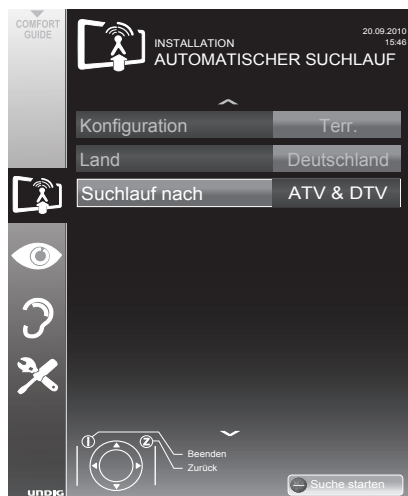 COMFORT
GUIDE
INSTALLATION
AUTOMATISCHER SUCHLAUF
20.09.2010
15:46
Konfiguration Terr.
Land Deutschland
Suchlauf nach ATV & DTV
Beenden
Zurück
Suche starten